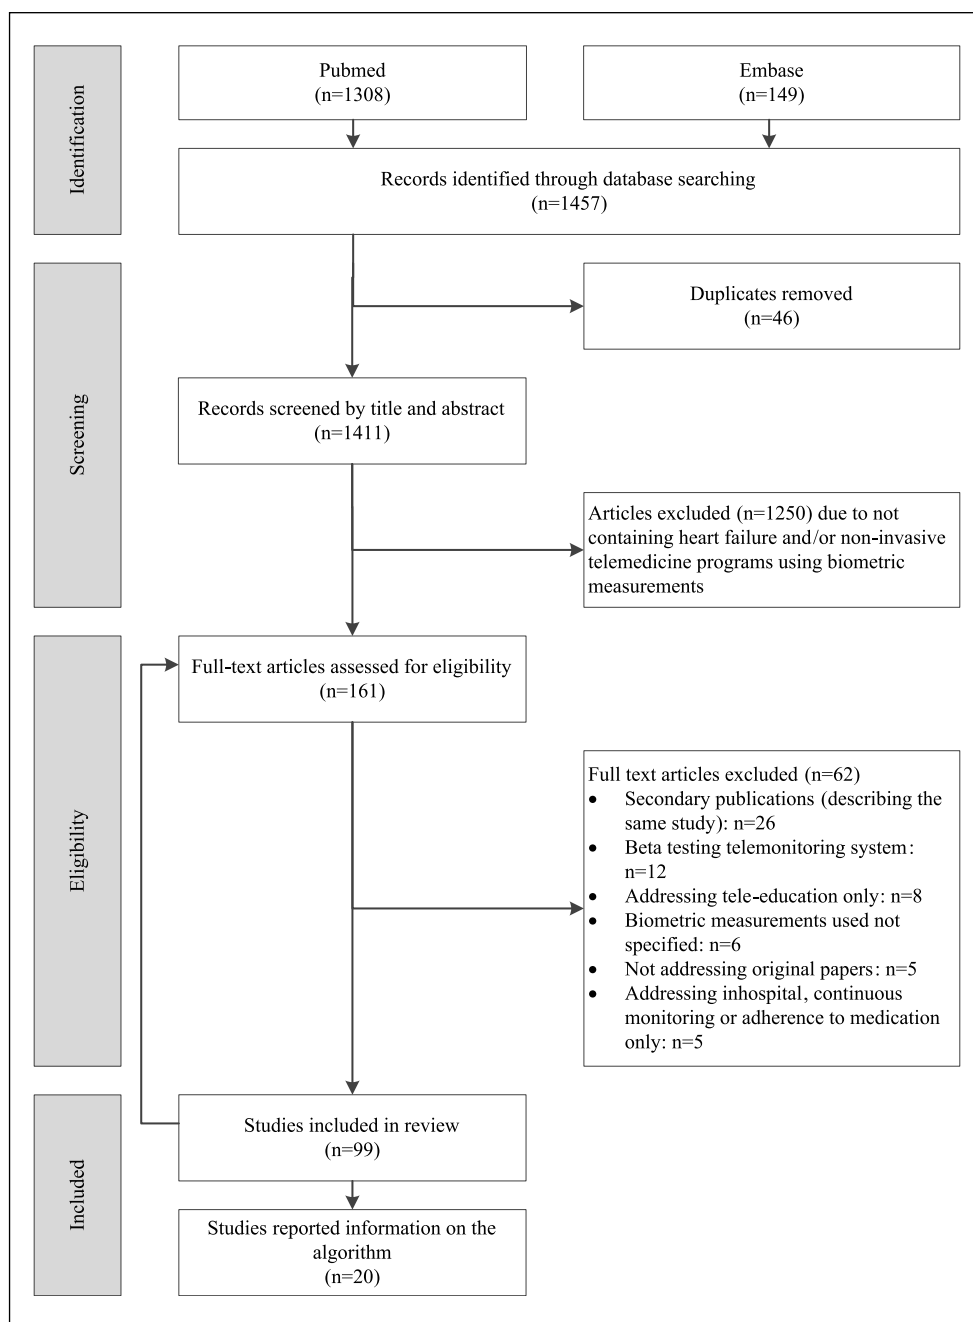 Identification
Pubmed
(n=1308)
Embase
(n=149)
Records identified through database searching
(n=1457)
Screening
Duplicates removed
(n=46)
Records screened by title and abstract
(n=1411)
Articles excluded (n=1250) due to not
containing heart failure and/or non-invasive
telemedicine programs using biometric
measurements
Eligibility
Full-text articles assessed for eligibility
(n=161)
Full text articles excluded (n=62)
• Secondary publications (describing the
same study): n=26
• Beta testing telemonitoring system:
n=12
• Addressing tele-education only: n=8
• Biometric measurements used not
specified: n=6
• Not addressing original papers: n=5
• Addressing inhospital, continuous
monitoring or adherence to medication
only: n=5
Included
Studies included in review
(n=99)
Studies reported information on the
algorithm
(n=20)